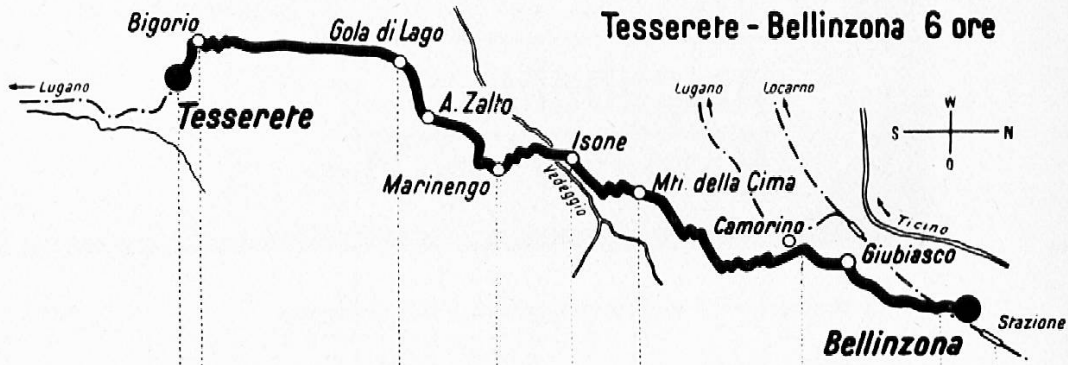 Tesserete - Bellinzona 6 ore
Bigorio
Gola di Lago
Lugano
Tesserete
A. Zalto
Marinengo
Isone
Vedeggio
Mti. della Cima
Lugano
Locarno
W
S
N
O
Ticino
Camorino
Giubiasco
Bellinzona
Stazione